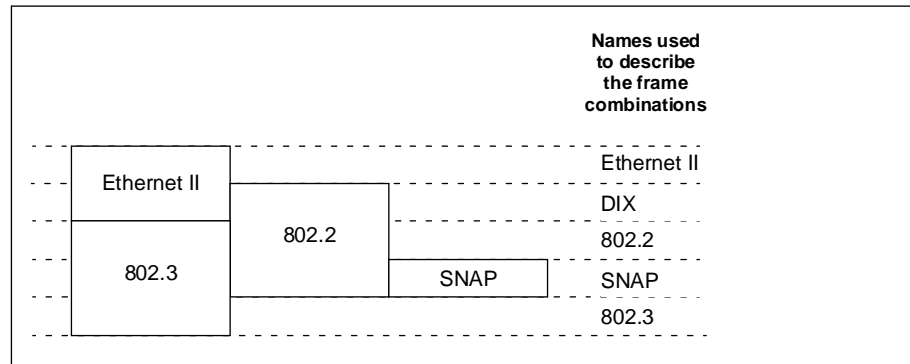 Names used
to describe
the frame
combinations
Ethernet II
Ethernet II
DIX
802.2
802.2
802.3
SNAP
SNAP
802.3